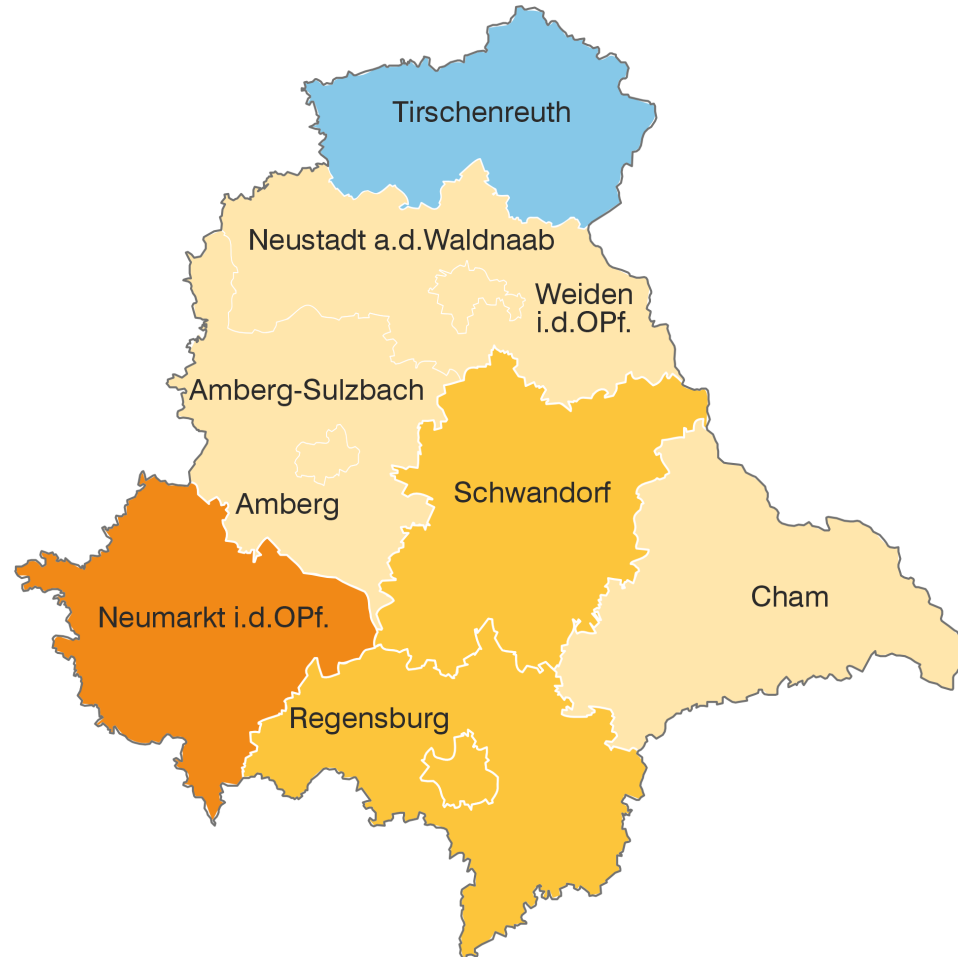 Tirschenreuth
Neustadt a.d.Waldnaab
Weiden
i.d.OPf.
Amberg-Sulzbach
Schwandorf
Amberg
Cham
Neumarkt i.d.OPf.
Regensburg